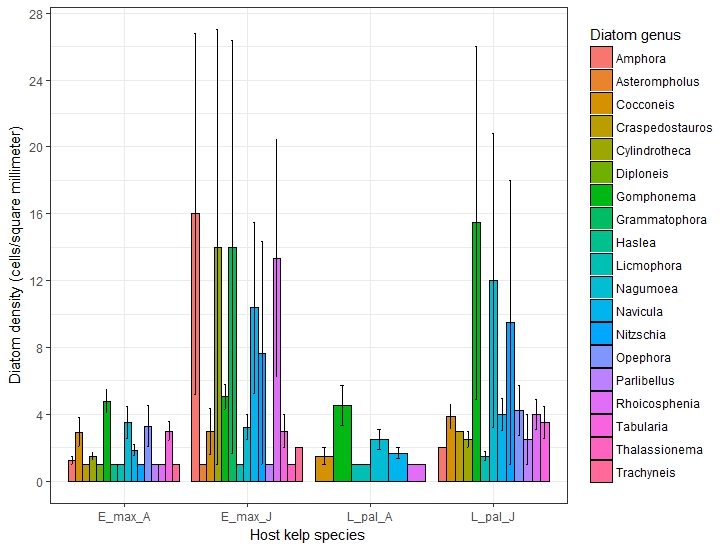 Diatom density (cells/square millimeter)
28
24
20
16
12
8
4
0
E_max_A
E_max_J
L_pal_A
L_pal_J
Host kelp species
Diatom genus
Amphora
Asterompholus
Cocconeis
Craspedostauros
Cylindrotheca
Diploneis
Gomphonema
Grammatophora
Haslea
Licmophora
Nagumoea
Navicula
Nitzschia
Opephora
Parlibellus
Rhoicosphenia
Tabularia
Thalassionema
Trachyneis